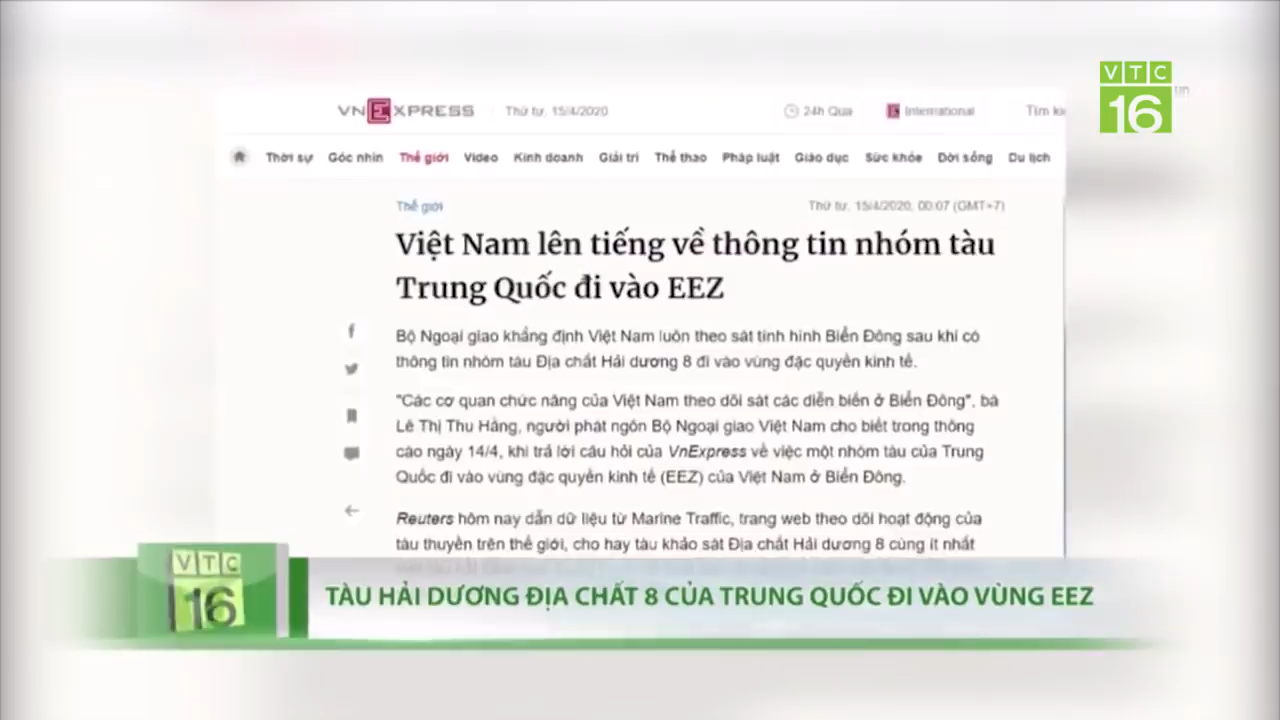 VTC
16
VNEXPRESS Thứ tư, 15/4/2020 24h Qua International Tìm
Thời sự Góc nhìn Thế giới Video Kinh doanh Giải trí Thể thao Pháp luật Giáo dục Sức khỏe Đời sống Du lịch
Thế giới Thứ tư, 15/4/2020, 00:07 (GMT+7)
Việt Nam lên tiếng về thông tin nhóm tàu
Trung Quốc đi vào EEZ
Bộ Ngoại giao khẳng định Việt Nam luôn theo sát tình hình Biển Đông sau khi có
thông tin nhóm tàu Địa chất Hải dương 8 đi vào vùng đặc quyền kinh tế.
"Các cơ quan chức năng của Việt Nam theo dõi sát các diễn biến ở Biển Đông", bà
Lê Thị Thu Hằng, người phát ngôn Bộ Ngoại giao Việt Nam cho biết trong thông
cáo ngày 14/4, khi trả lời câu hỏi của VnExpress về việc một nhóm tàu của Trung
Quốc đi vào vùng đặc quyền kinh tế (EEZ) của Việt Nam ở Biển Đông.
Reuters hôm nay dẫn dữ liệu từ Marine Traffic, trang web theo dõi hoạt động của
tàu thuyền trên thế giới, cho hay tàu khảo sát Địa chất Hải dương 8 cùng ít nhất
VTC
16
TÀU HẢI DƯƠNG ĐỊA CHẤT 8 CỦA TRUNG QUỐC ĐI VÀO VÙNG EEZ